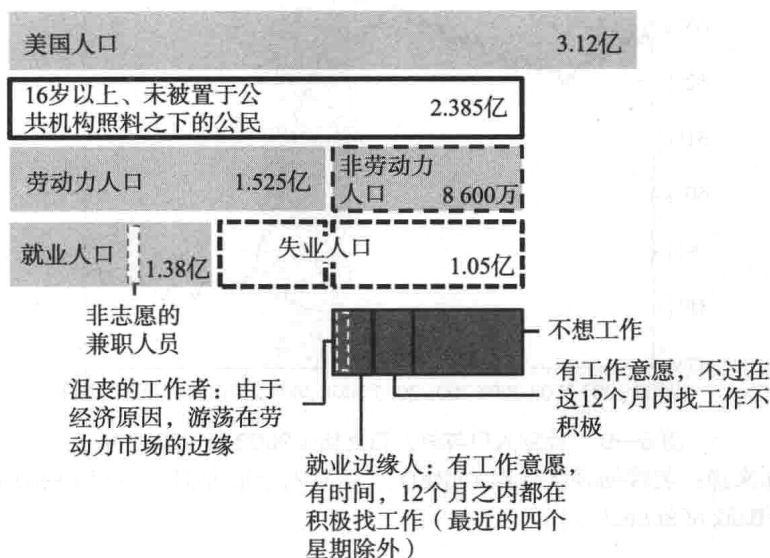 美国人口 3.12亿
16岁以上、未被置于公
共机构照料之下的公民 2.385亿
劳动力人口 1.525亿
非劳动力
人口 8 600万
就业人口 1.38亿
失业人口 1.05亿
非志愿的
兼职人员
不想工作
沮丧的工作者：由于
经济原因，游荡在劳
动力市场的边缘
有工作意愿，不过在
这12个月内找工作不
积极
就业边缘人：有工作意愿，
有时间，12个月之内都在
积极找工作（最近的四个
星期除外）